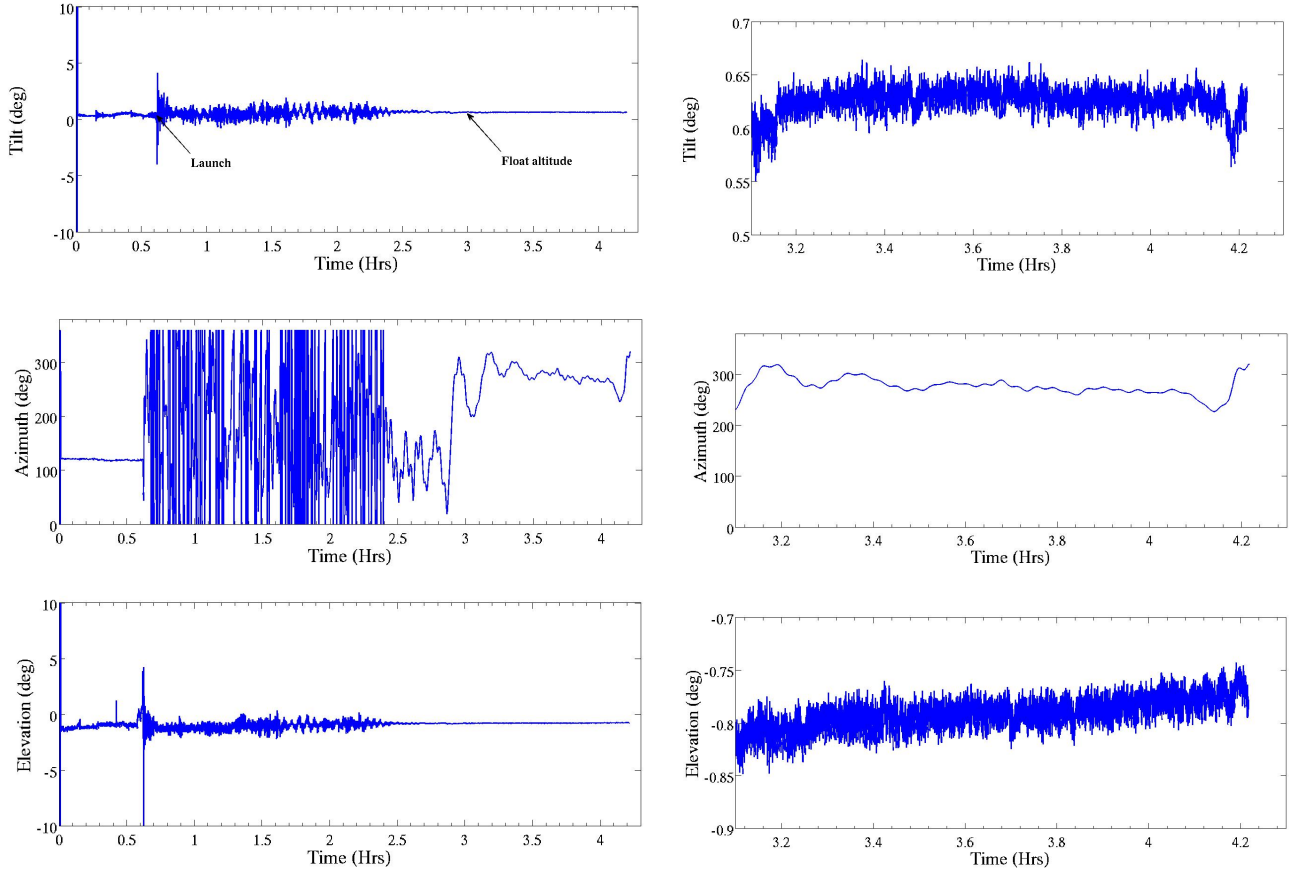 10
5
0
-5
-10
Tilt (deg)
Launch
Float altitude
0 0.5 1 1.5 2 2.5 3 3.5 4
Time (Hrs)
0.7
0.65
0.6
0.55
0.5
Tilt (deg)
3.2 3.4 3.6 3.8 4 4.2
Time (Hrs)
300
200
100
0
Azimuth (deg)
0 0.5 1 1.5 2 2.5 3 3.5 4
Time (Hrs)
300
200
100
0
Azimuth (deg)
3.2 3.4 3.6 3.8 4 4.2
Time (Hrs)
10
5
0
-5
-10
Elevation (deg)
0 0.5 1 1.5 2 2.5 3 3.5 4
Time (Hrs)
-0.7
-0.75
-0.8
-0.85
-0.9
Elevation (deg)
3.2 3.4 3.6 3.8 4 4.2
Time (Hrs)